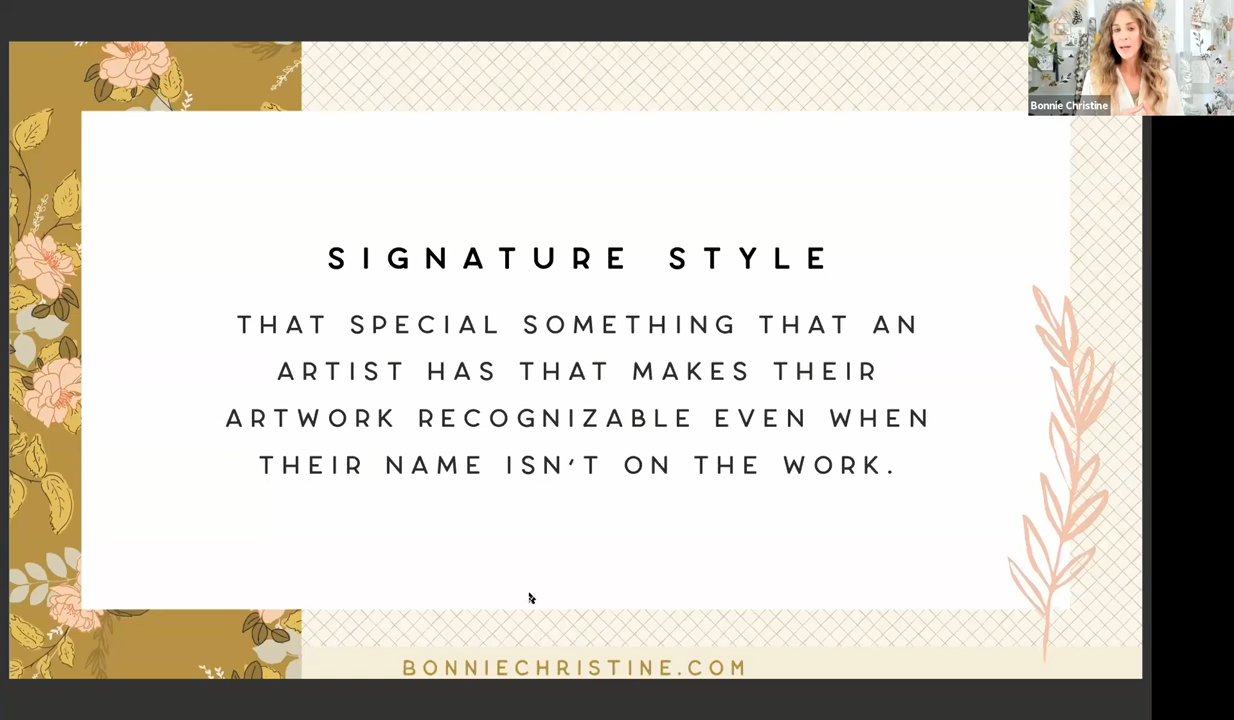 Bonnie Christine
SIGNATURE STYLE
THAT SPECIAL SOMETHING THAT AN
ARTIST HAS THAT MAKES THEIR
ARTWORK RECOGNIZABLE EVEN WHEN
THEIR NAME ISN'T ON THE WORK.
BONNIECHRISTINE.COM